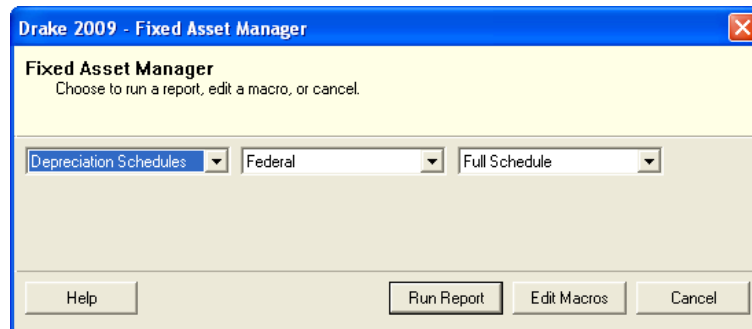 Drake 2009 - Fixed Asset Manager
Fixed Asset Manager
Choose to run a report, edit a macro, or cancel.
Depreciation Schedules Federal Full Schedule
Help Run Report Edit Macros Cancel